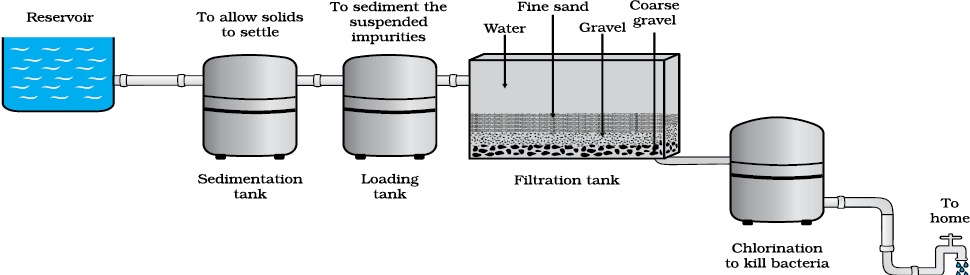 Reservoir
To allow solids
to settle
To sediment the
suspended
impurities
Water
Fine sand
Gravel
Coarse
gravel
Sedimentation
tank
Loading
tank
Filtration tank
Chlorination
to kill bacteria
To
home